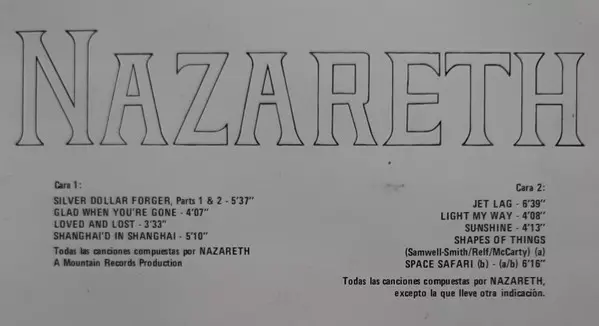 NAZARETH
Cara 1:
SILVER DOLLAR FORGER, Parts 1 & 2 - 5'37"
GLAD WHEN YOU'RE GONE - 4'07"
LOVED AND LOST - 3'33"
SHANGHAI'D IN SHANGHAI - 5'10"
Todas las canciones compuestas por NAZARETH
A Mountain Records Production
Cara 2:
JET LAG - 6'39"
LIGHT MY WAY - 4'08"
SUNSHINE - 4'13"
SHAPES OF THINGS
(Samwell-Smith/Relf/McCarty) (a)
SPACE SAFARI (b) - (a/b) 6'16"
Todas las canciones compuestas por NAZARETH,
excepto la que lleve otra indicación.